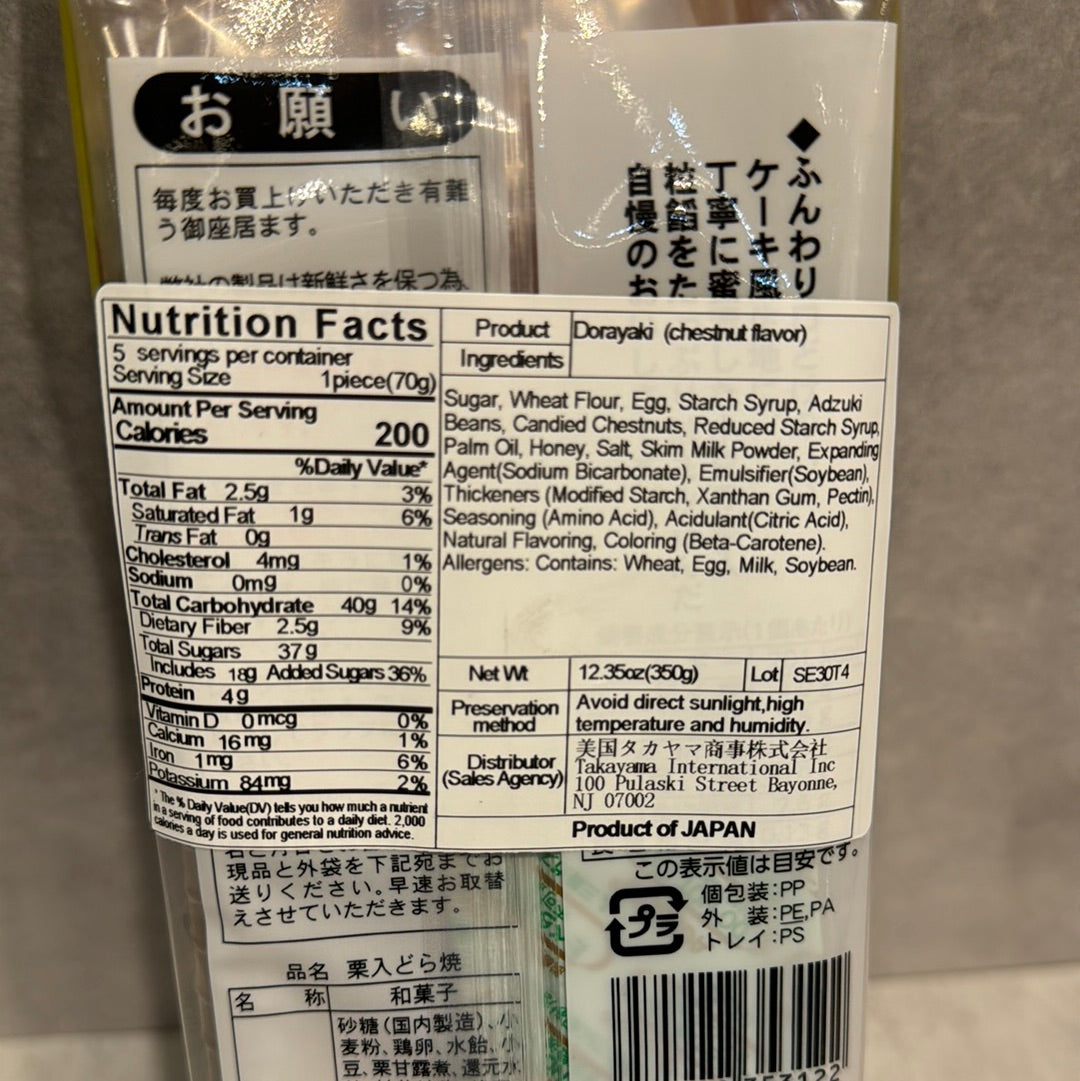 お願い
毎度お買上げいただき有難
う御座居ます。
弊社の製品は新鮮さを保つ為、
◆ふんわり
ケーキ風
丁寧に蜜
粒餡をた
自慢のお
Nutrition Facts
5 servings per container
Serving Size 1piece(70g)
Amount Per Serving
Calories 200
%Daily Value*
Total Fat 2.5g 3%
Saturated Fat 1g 6%
Trans Fat 0g
Cholesterol 4mg 1%
Sodium 0mg 0%
Total Carbohydrate 40g 14%
Dietary Fiber 2.5g 9%
Total Sugars 37g
Includes 18g Added Sugars 36%
Protein 4g
Vitamin D 0mcg 0%
Calcium 16mg 1%
Iron 1mg 6%
Potassium 84mg 2%
* The % Daily Value(DV) tells you how much a nutrient
in a serving of food contributes to a daily diet. 2,000
calories a day is used for general nutrition advice.
Product Dorayaki (chestnut flavor)
Ingredients
Sugar, Wheat Flour, Egg, Starch Syrup, Adzuki
Beans, Candied Chestnuts, Reduced Starch Syrup,
Palm Oil, Honey, Salt, Skim Milk Powder, Expanding
Agent(Sodium Bicarbonate), Emulsifier(Soybean),
Thickeners (Modified Starch, Xanthan Gum, Pectin),
Seasoning (Amino Acid), Acidulant(Citric Acid),
Natural Flavoring, Coloring (Beta-Carotene).
Allergens: Contains: Wheat, Egg, Milk, Soybean.
Net Wt 12.35oz(350g) Lot SE30T4
Preservation method Avoid direct sunlight,high
temperature and humidity.
Distributor (Sales Agency) 美国タカヤマ商事株式会社
Takayama International Inc
100 Pulaski Street Bayonne,
NJ 07002
Product of JAPAN
現品と外袋を下記宛までお
送りください。早速お取替
えさせていただきます。
品名 栗入どら焼
名称 和菓子
砂糖(国内製造)、小
麦粉、鶏卵、水飴、小
豆、栗甘露煮、還元水
この表示値は目安です。
プラ
個包装:PP
外 装:PE,PA
トレイ:PS